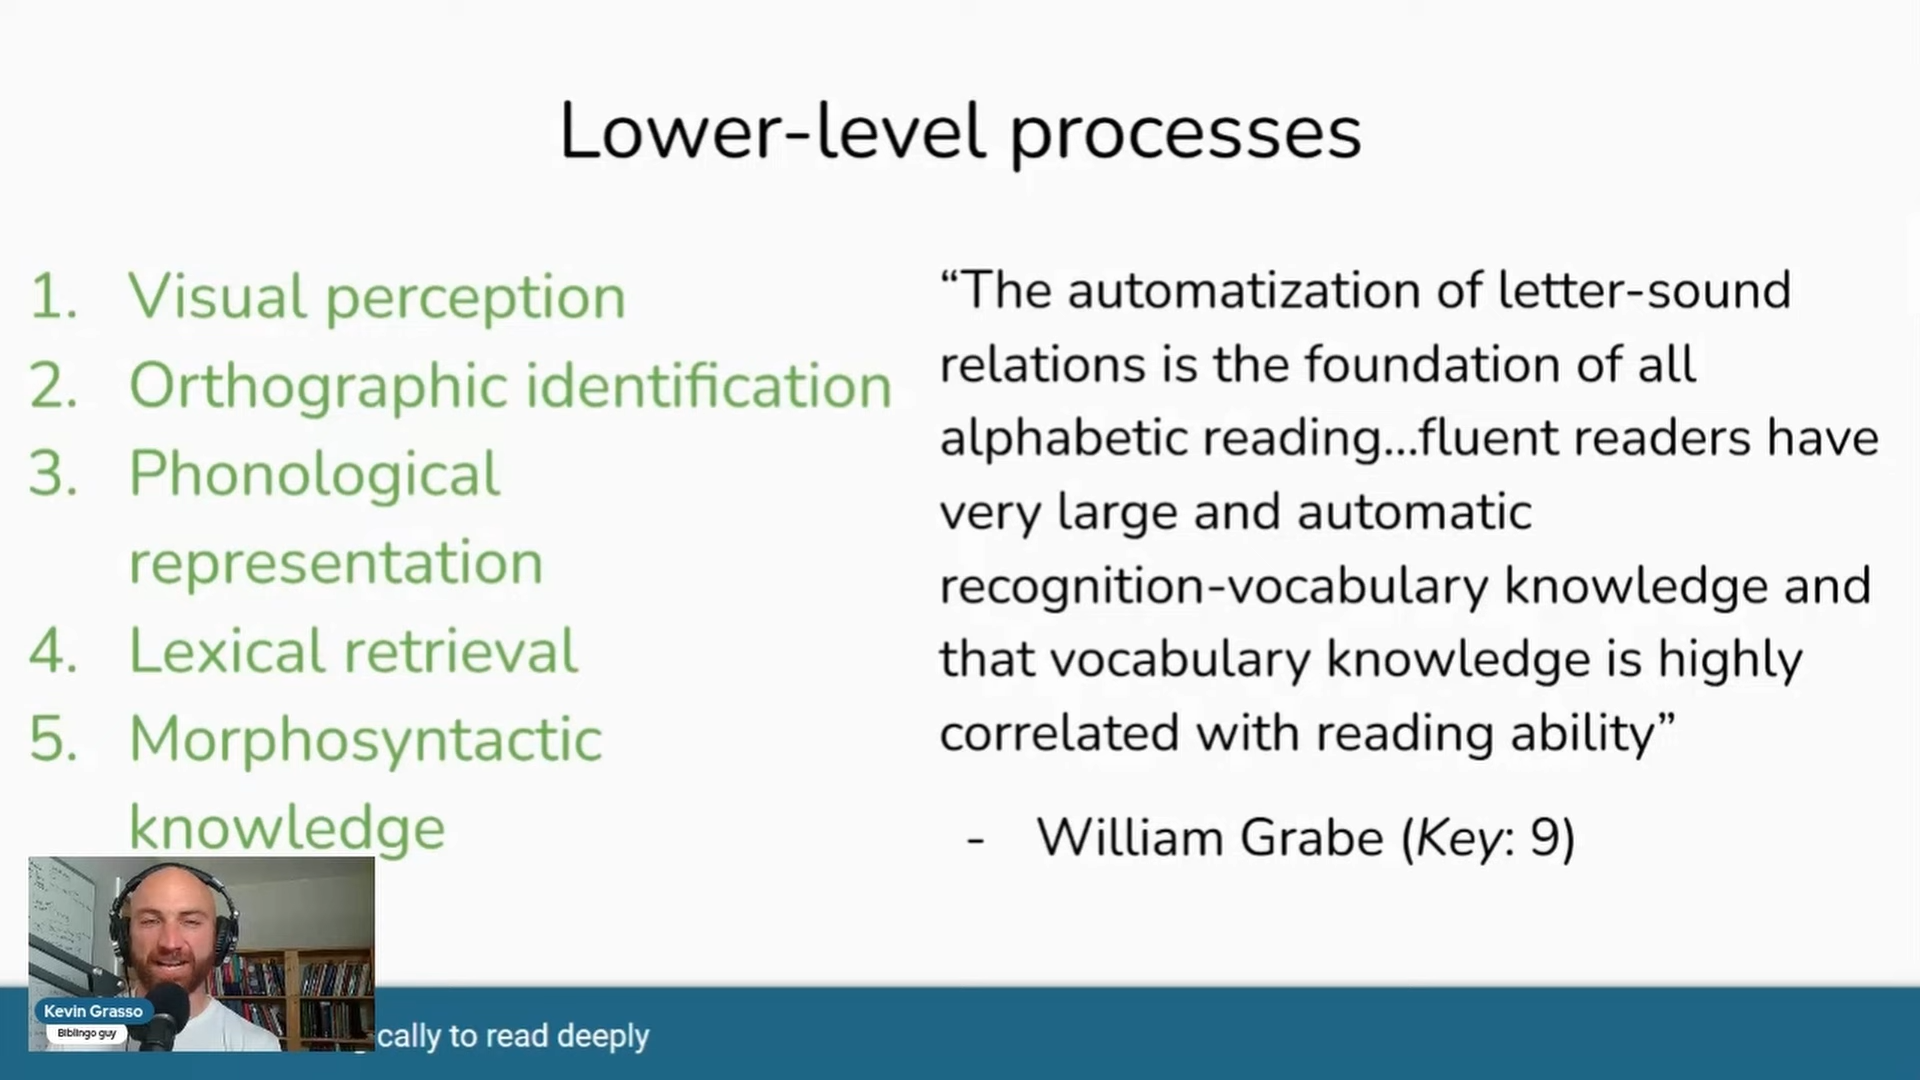 Lower-level processes
1. Visual perception
2. Orthographic identification
3. Phonological
representation
4. Lexical retrieval
5. Morphosyntactic
knowledge
“The automatization of letter-sound
relations is the foundation of all
alphabetic reading...fluent readers have
very large and automatic
recognition-vocabulary knowledge and
that vocabulary knowledge is highly
correlated with reading ability”
- William Grabe (Key: 9)
Kevin Grasso
Biblingo guy
to read deeply